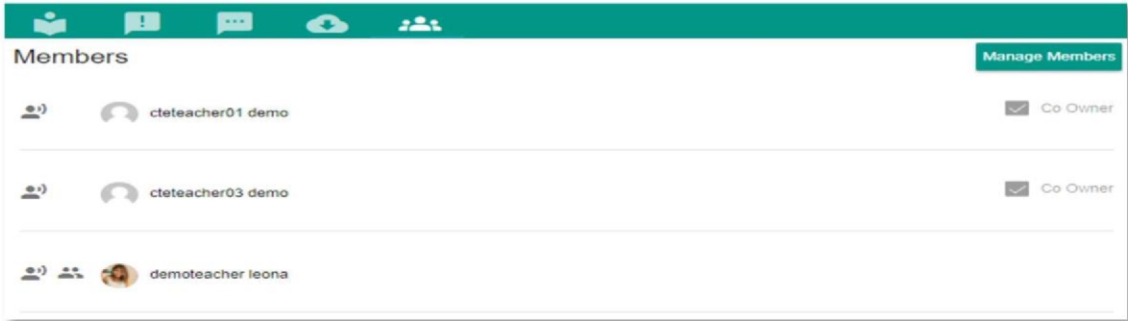 Members
Manage Members
cteteacher01 demo
Co Owner
cteteacher03 demo
Co Owner
demoteacher leona